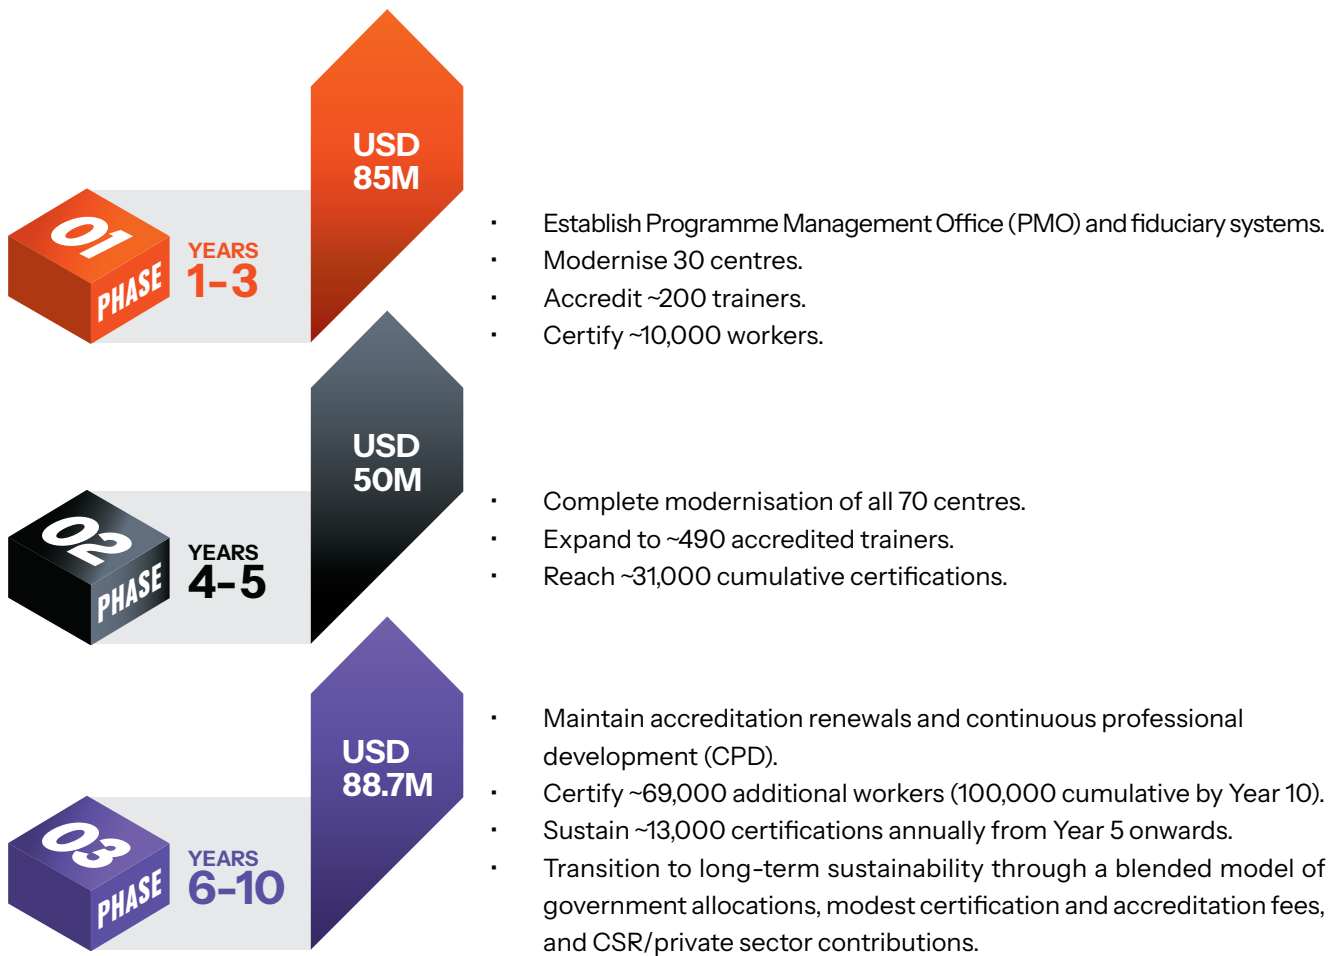 USD
85M
01
PHASE
YEARS
1-3
· Establish Programme Management Office (PMO) and fiduciary systems.
· Modernise 30 centres.
· Accredit ~200 trainers.
· Certify ~10,000 workers.
USD
50M
02
PHASE
YEARS
4-5
· Complete modernisation of all 70 centres.
· Expand to ~490 accredited trainers.
· Reach ~31,000 cumulative certifications.
USD
88.7M
03
PHASE
YEARS
6-10
· Maintain accreditation renewals and continuous professional
development (CPD).
· Certify ~69,000 additional workers (100,000 cumulative by Year 10).
· Sustain ~13,000 certifications annually from Year 5 onwards.
· Transition to long-term sustainability through a blended model of
government allocations, modest certification and accreditation fees,
and CSR/private sector contributions.